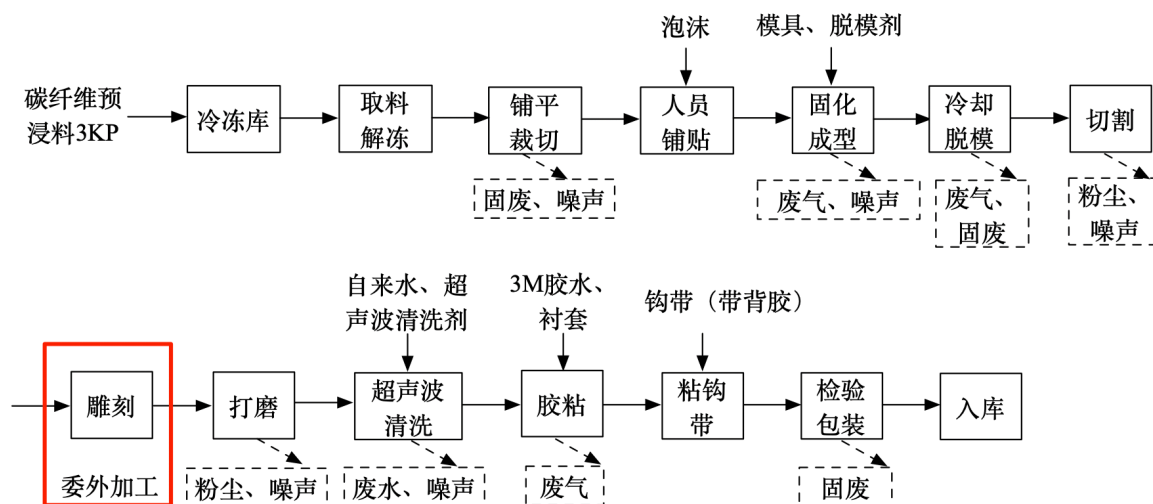 泡沫
模具、脱模剂
碳纤维预
浸料3KP
冷冻库
取料
解冻
铺平
裁切
人员
铺贴
固化
成型
冷却
脱模
切割
固废、噪声
废气、噪声
废气、
固废
粉尘、
噪声
自来水、超
声波清洗剂
3M胶水、
衬套
钩带（带背胶）
雕刻
打磨
超声波
清洗
胶粘
粘钩
带
检验
包装
入库
委外加工
粉尘、噪声
废水、噪声
废气
固废